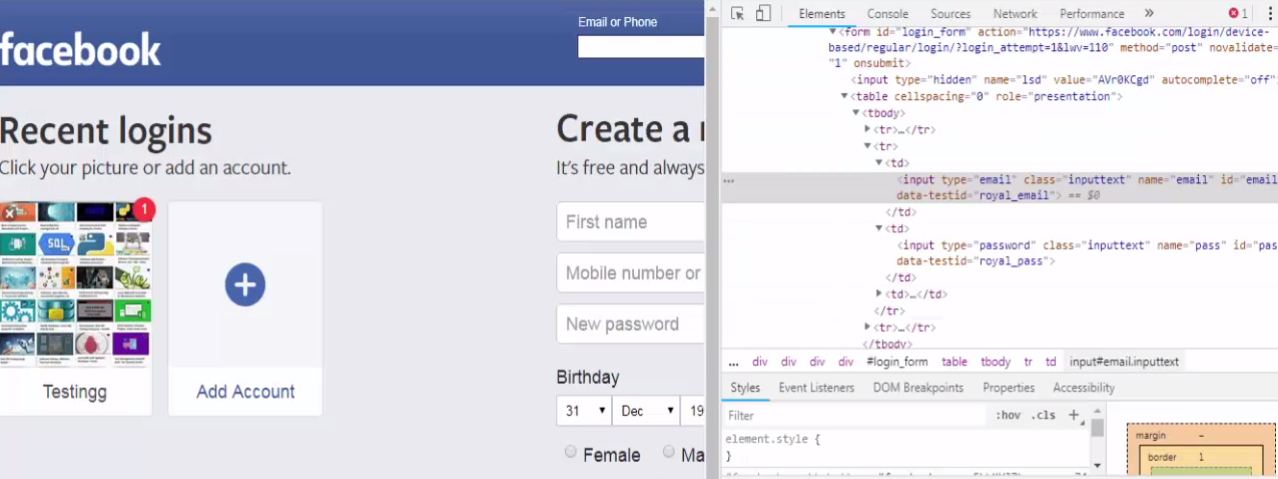 Email or Phone
facebook
Recent logins
Click your picture or add an account.
1
SQL
Testingg
Add Account
Create a
It's free and always
First name
Mobile number or
New password
Birthday
31 Dec 19
Female Ma
Elements Console Sources Network Performance » 1
▼<form id="login_form" action="https://www.facebook.com/login/device-
based/regular/login/?login_attempt=1&lwv=110" method="post" novalidate=
"1" onsubmit>
<input type="hidden" name="lsd" value="AVr0KCgd" autocomplete="off"
▼<table cellspacing="0" role="presentation">
▼<tbody>
▶<tr>…</tr>
▼<tr>
▼<td>
… <input type="email" class="inputtext" name="email" id="email
data-testid="royal_email"> == $0
</td>
▼<td>
<input type="password" class="inputtext" name="pass" id="pas
data-testid="royal_pass">
</td>
▶<td>…</td>
</tr>
▶<tr>…</tr>
</tbody>
... div div div div #login_form table tbody tr td input#email.inputtext
Styles Event Listeners DOM Breakpoints Properties Accessibility
Filter :hov .cls +
element.style {
}
margin -
border 1